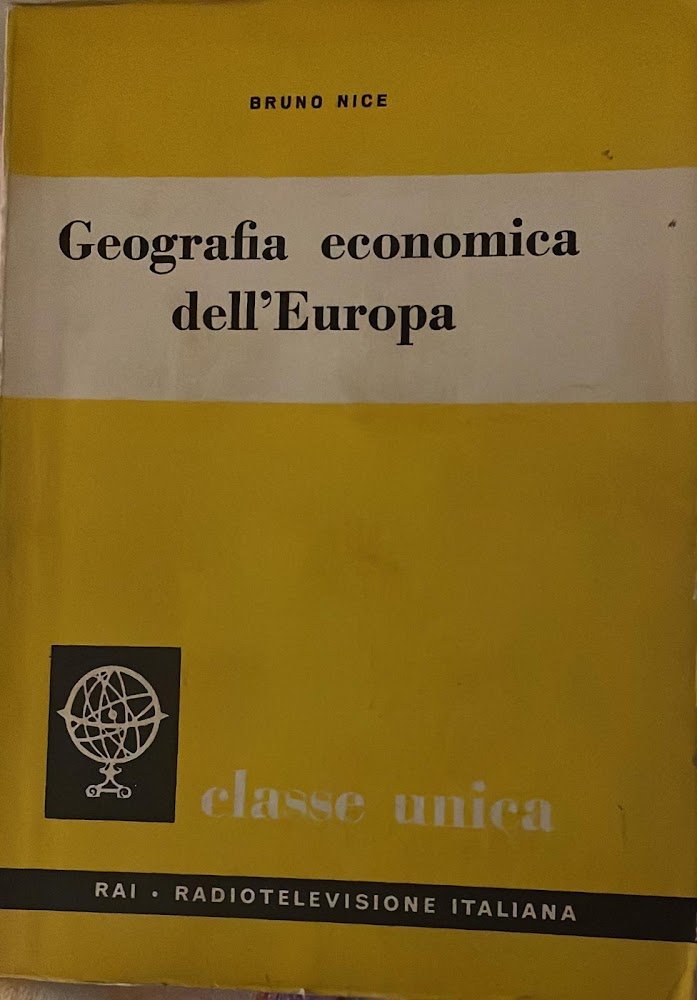 BRUNO NICE
Geografia economica
dell'Europa
classe unica
RAI • RADIOTELEVISIONE ITALIANA